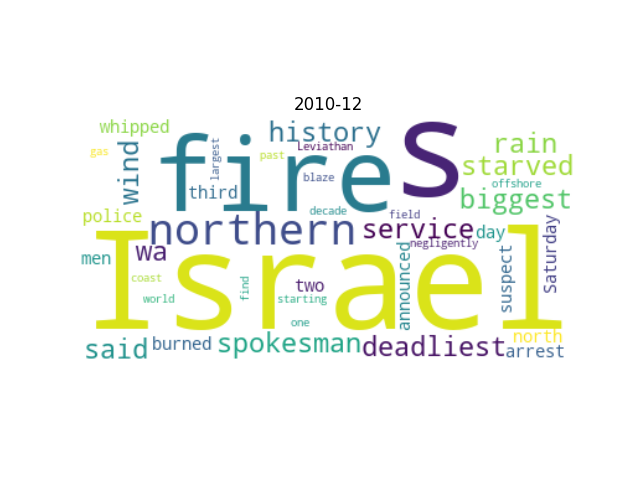 2010-12
whipped
history
rain
gas
wind
largest
Leviathan
past
fire
s
starved
third
blaze
offshore
biggest
police
decade
field
northern
service
day
men
wa
negligently
announced
suspect
Saturday
Israel
coast
world
find
two
starting
one
north
said
burned
spokesman
deadliest
arrest